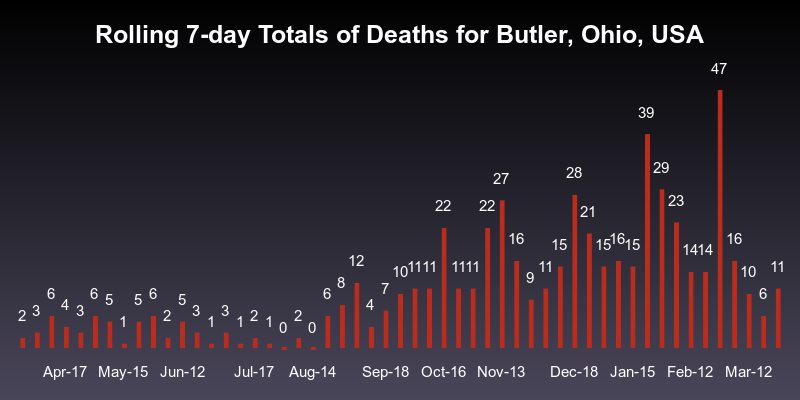 Rolling 7-day Totals of Deaths for Butler, Ohio, USA
2 3 6 4 3 6 5 1 5 6 2 5 3 1 3 1 2 1 0 2 0 6 8 12 4 7 10 11 11 22 11 11 22 27 16 9 11 15 28 21 15 16 15 39 29 23 14 14 47 16 10 6 11
Apr-17 May-15 Jun-12 Jul-17 Aug-14 Sep-18 Oct-16 Nov-13 Dec-18 Jan-15 Feb-12 Mar-12